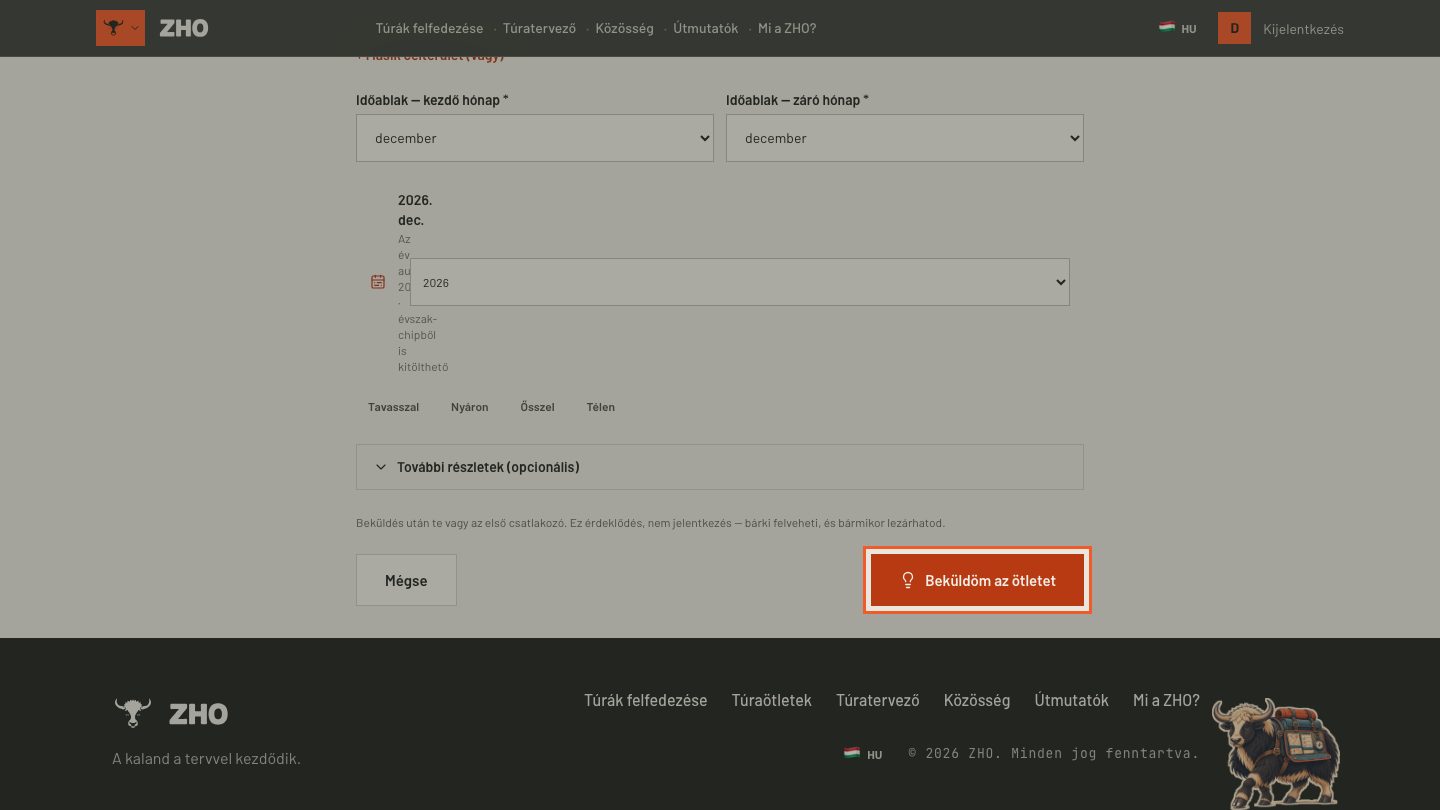 ZHO
Túrák felfedezése · Túratervező · Közösség · Útmutatók · Mi a ZHO?
HU
D
Kijelentkezés
Időablak — kezdő hónap *
Időablak — záró hónap *
december
december
2026.
dec.
Az
év
au
20
·
évszak-
chipből
is
kitölthető
2026
Tavasszal
Nyáron
Ősszel
Télen
További részletek (opcionális)
Beküldés után te vagy az első csatlakozó. Ez érdeklődés, nem jelentkezés — bárki felveheti, és bármikor lezárhatod.
Mégse
Beküldöm az ötletet
ZHO
A kaland a tervvel kezdődik.
Túrák felfedezése
Túraötletek
Túratervező
Közösség
Útmutatók
Mi a ZHO?
HU
© 2026 ZHO. Minden jog fenntartva.